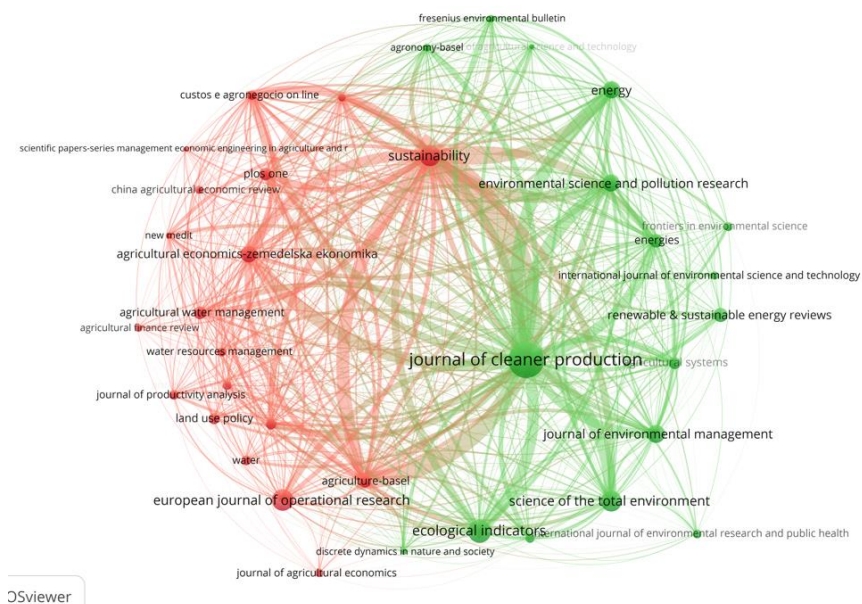 fresenius environmental bulletin
agronomy-basel
science and technology
energy
custos e agronegocio on line
scientific papers-series management economic engineering in agriculture and r
sustainability
plos one
environmental science and pollution research
china agricultural economic review
frontiers in environmental science
new medit
energies
agricultural economics-zemedelska ekonomika
international journal of environmental science and technology
agricultural water management
renewable & sustainable energy reviews
agricultural finance review
water resources management
journal of cleaner production
agricultural systems
journal of productivity analysis
land use policy
journal of environmental management
water
agriculture-basel
european journal of operational research
science of the total environment
ecological indicators
international journal of environmental research and public health
discrete dynamics in nature and society
journal of agricultural economics
OSviewer